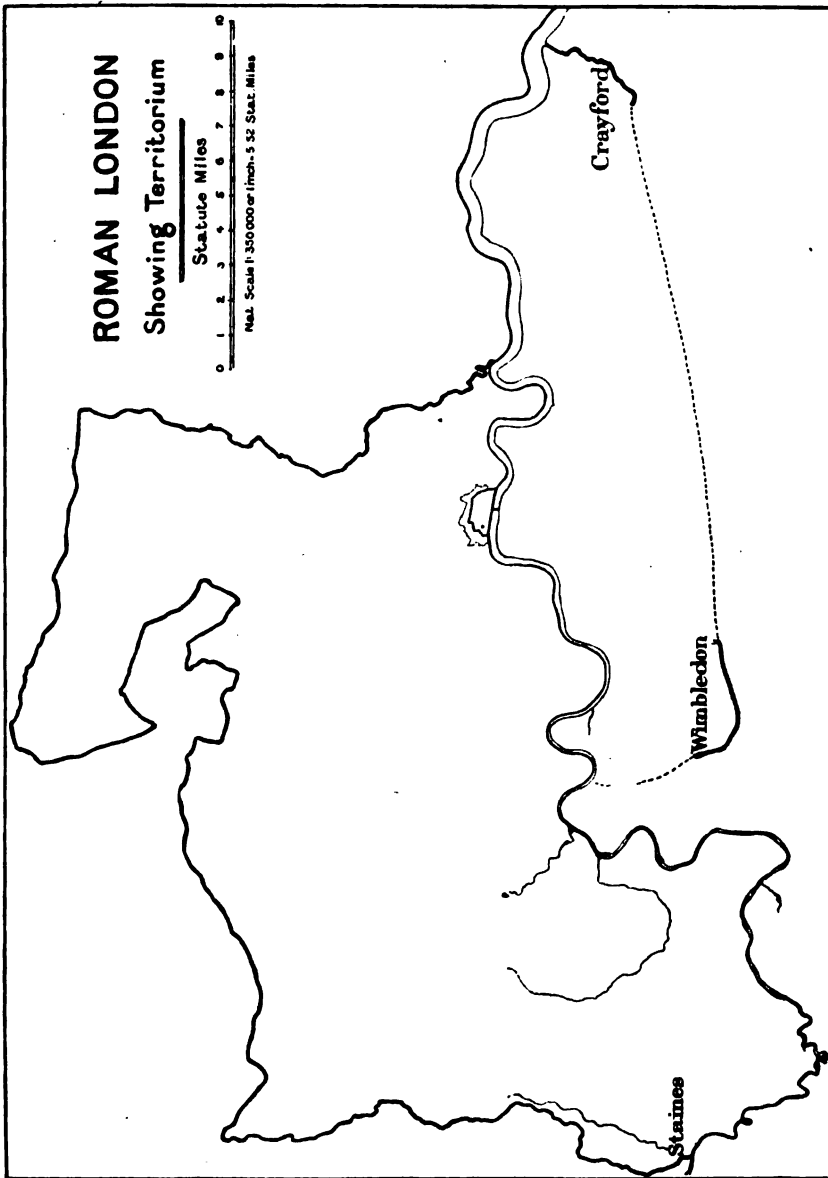 ROMAN LONDON
Showing Territorium
Statute Miles
0 1 2 3 4 5 6 7 8 9 10
Nat. Scale 1: 350000 or 1 inch = 5·52 Stat. Miles
Crayford
Wimbledon
Staines